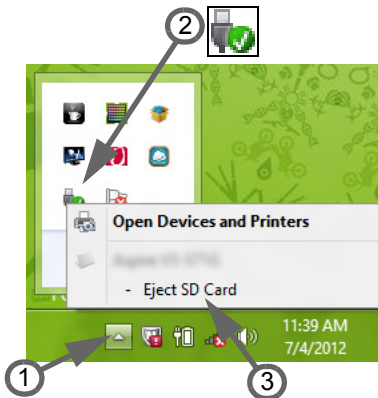 2
Open Devices and Printers
- Eject SD Card
11:39 AM
7/4/2012
1
3